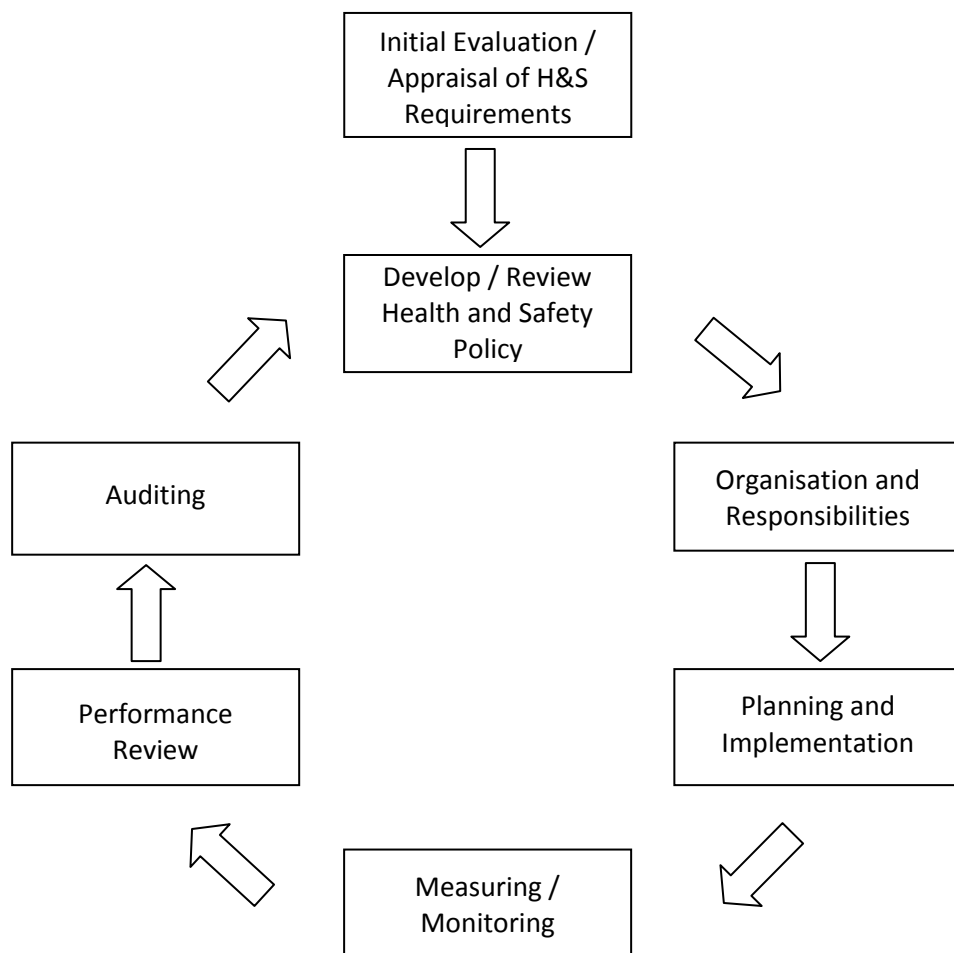 Initial Evaluation /
Appraisal of H&S
Requirements
Develop / Review
Health and Safety
Policy
Auditing
Organisation and
Responsibilities
Performance
Review
Planning and
Implementation
Measuring /
Monitoring